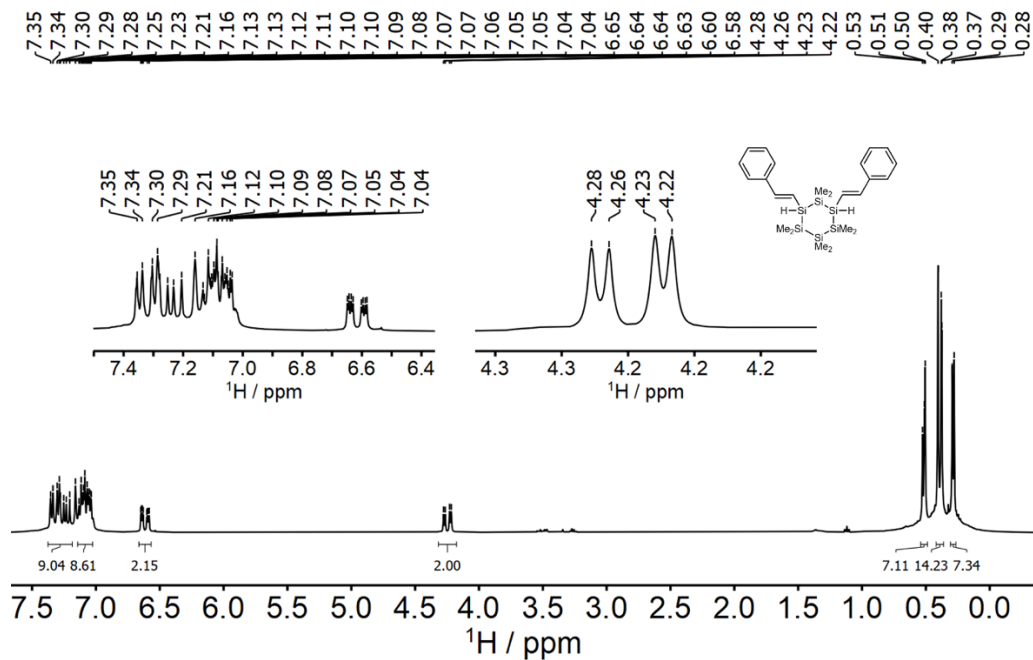 7.35 7.34 7.30 7.29 7.28 7.25 7.23 7.21 7.16 7.13 7.13 7.12 7.12 7.11 7.10 7.10 7.09 7.08 7.07 7.07 7.06 7.05 7.05 7.04 7.04 6.64 6.64 6.63 6.63 6.60 6.58 4.28 4.26 4.23 4.22 0.53 0.51 0.50 0.40 0.38 0.37 0.29 0.28
7.35 7.34 7.30 7.29 7.21 7.16 7.12 7.10 7.09 7.08 7.07 7.05 7.04 7.04
4.28 4.26 4.23 4.22
Me₂
H Si Si Si H
Me₂Si Si SiMe₂
Me₂
7.4 7.2 7.0 6.8 6.6 6.4
¹H / ppm
4.3 4.3 4.2 4.2 4.2
¹H / ppm
9.04 8.61 2.15 2.00 7.11 14.23 7.34
7.5 7.0 6.5 6.0 5.5 5.0 4.5 4.0 3.5 3.0 2.5 2.0 1.5 1.0 0.5 0.0
¹H / ppm